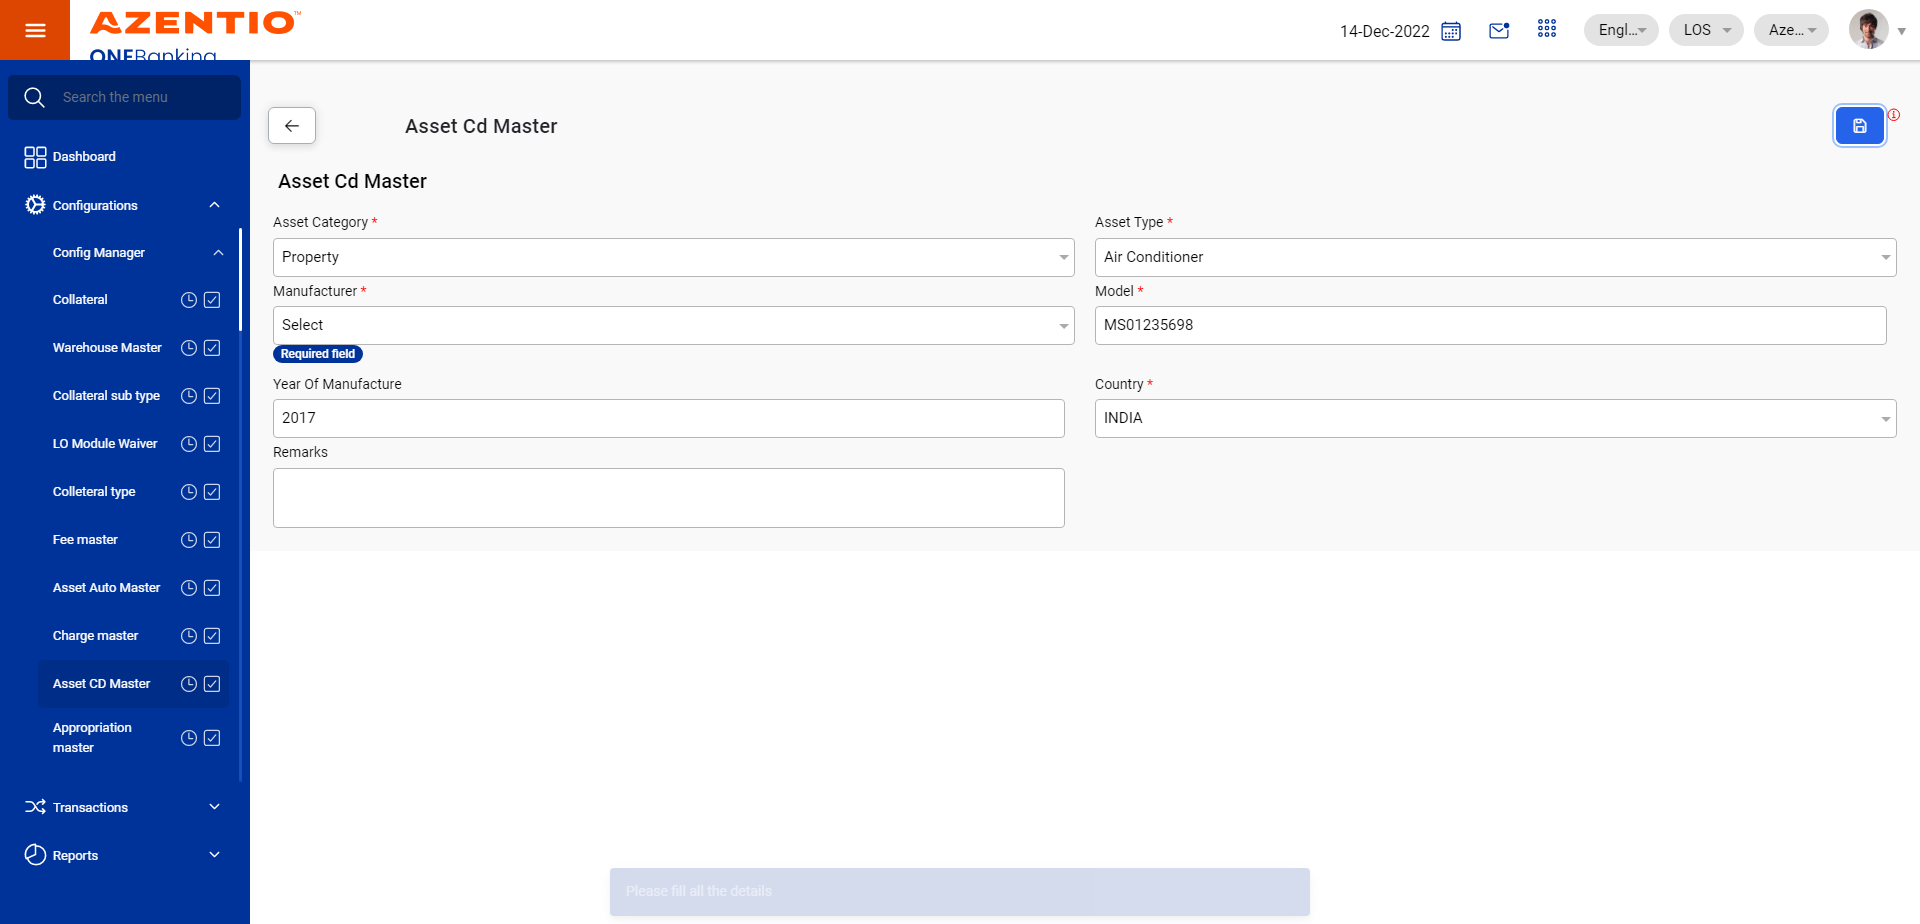 AZENTIO™
ONEBanking
14-Dec-2022
Engl...
LOS
Aze...
Search the menu
Dashboard
Configurations
Config Manager
Collateral
Warehouse Master
Collateral sub type
LO Module Waiver
Colleteral type
Fee master
Asset Auto Master
Charge master
Asset CD Master
Appropriation
master
Transactions
Reports
Asset Cd Master
Asset Cd Master
Asset Category *
Property
Asset Type *
Air Conditioner
Manufacturer *
Select
Required field
Model *
MS01235698
Year Of Manufacture
2017
Country *
INDIA
Remarks
Please fill all the details